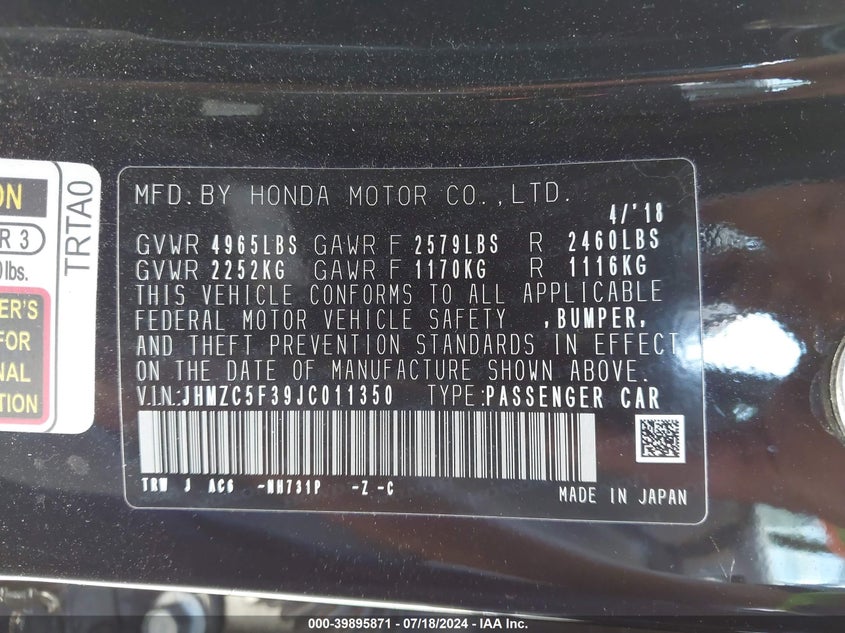 ON
R 3
0 lbs.
TRTA0
ER'S
FOR
NAL
TION
MFD. BY HONDA MOTOR CO., LTD.
4/'18
GVWR 4965LBS GAWR F 2579LBS R 2460LBS
GVWR 2252KG GAWR F 1170KG R 1116KG
THIS VEHICLE CONFORMS TO ALL APPLICABLE
FEDERAL MOTOR VEHICLE SAFETY ,BUMPER,
AND THEFT PREVENTION STANDARDS IN EFFECT
ON THE DATE OF MANUFACTURE SHOWN ABOVE.
V.IN:JHMZC5F39JC011350 TYPE:PASSENGER CAR
TRW J AC6 -NH731P -Z -C
MADE IN JAPAN
000-39895871 - 07/18/2024 - IAA Inc.